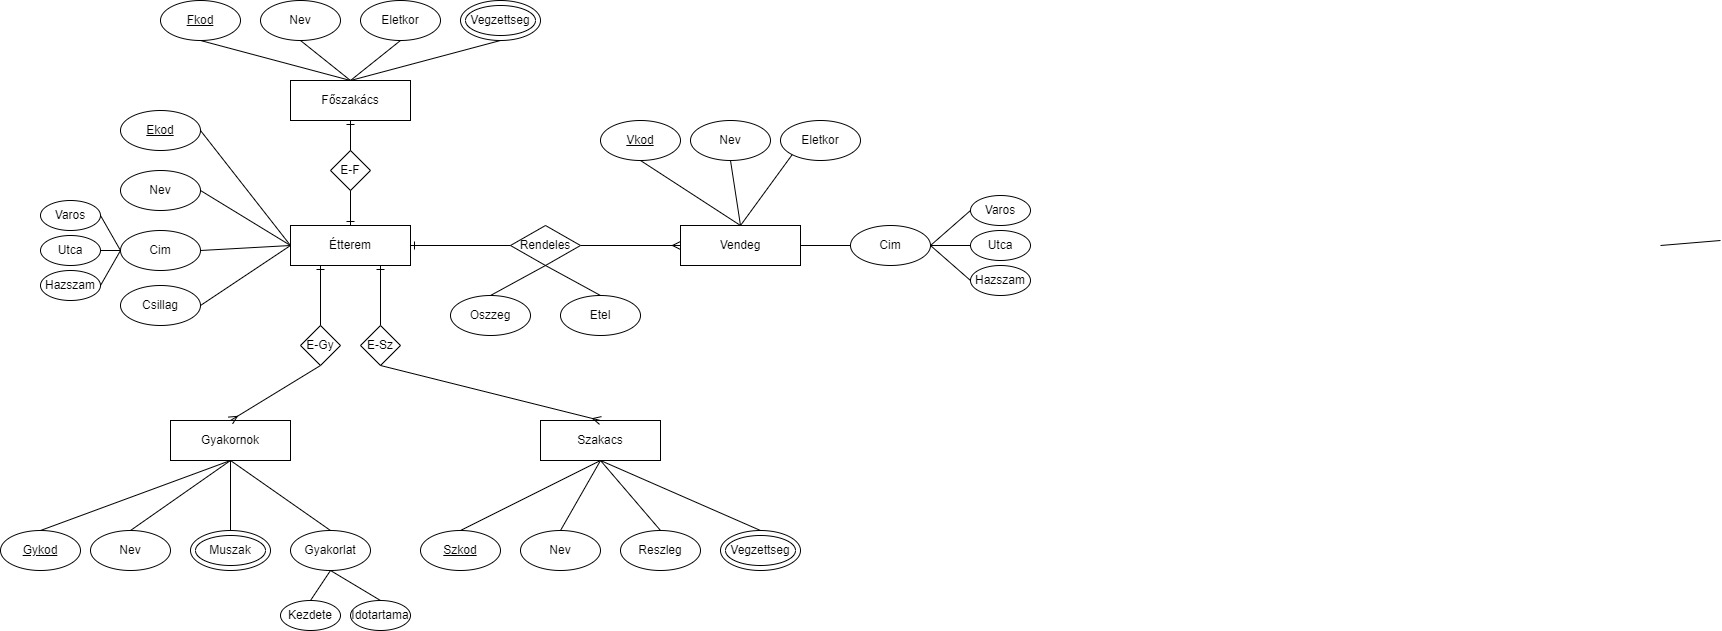 Fkod
Nev
Eletkor
Vegzettseg
Főszakács
Ekod
Vkod
Nev
Eletkor
E-F
Nev
Varos
Utca
Hazszam
Cim
Csillag
Étterem
Rendeles
Vendeg
Cim
Varos
Utca
Hazszam
Oszzeg
Etel
E-Gy
E-Sz
Gyakornok
Szakacs
Gykod
Nev
Muszak
Gyakorlat
Szkod
Nev
Reszleg
Vegzettseg
Kezdete
Idotartama